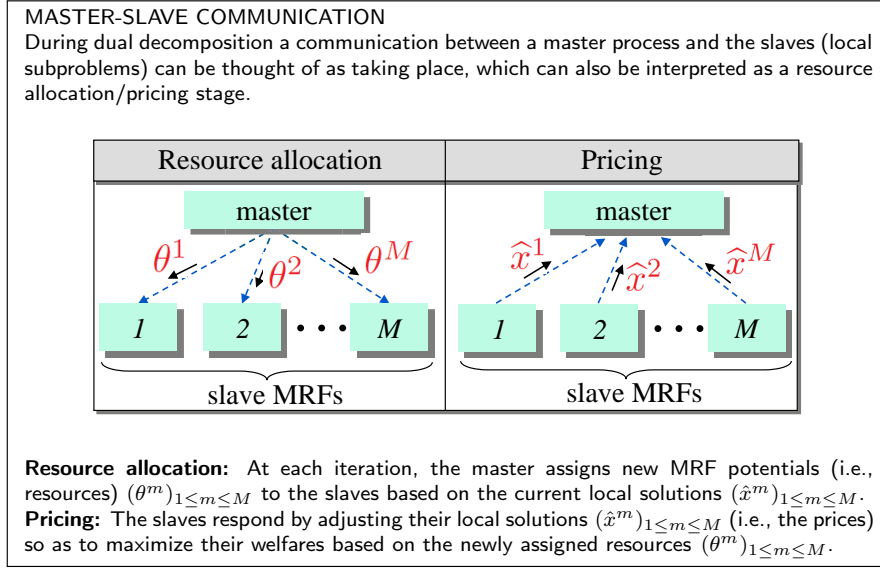 MASTER-SLAVE COMMUNICATION
During dual decomposition a communication between a master process and the slaves (local
subproblems) can be thought of as taking place, which can also be interpreted as a resource
allocation/pricing stage.
Resource allocation
master
θ¹ θ² θᴹ
1 2 • • • M
slave MRFs
Pricing
master
x̂¹ x̂² x̂ᴹ
1 2 • • • M
slave MRFs
Resource allocation: At each iteration, the master assigns new MRF potentials (i.e.,
resources) (θᵐ)₁≤ₘ≤M to the slaves based on the current local solutions (x̂ᵐ)₁≤ₘ≤M.
Pricing: The slaves respond by adjusting their local solutions (x̂ᵐ)₁≤ₘ≤M (i.e., the prices)
so as to maximize their welfares based on the newly assigned resources (θᵐ)₁≤ₘ≤M.